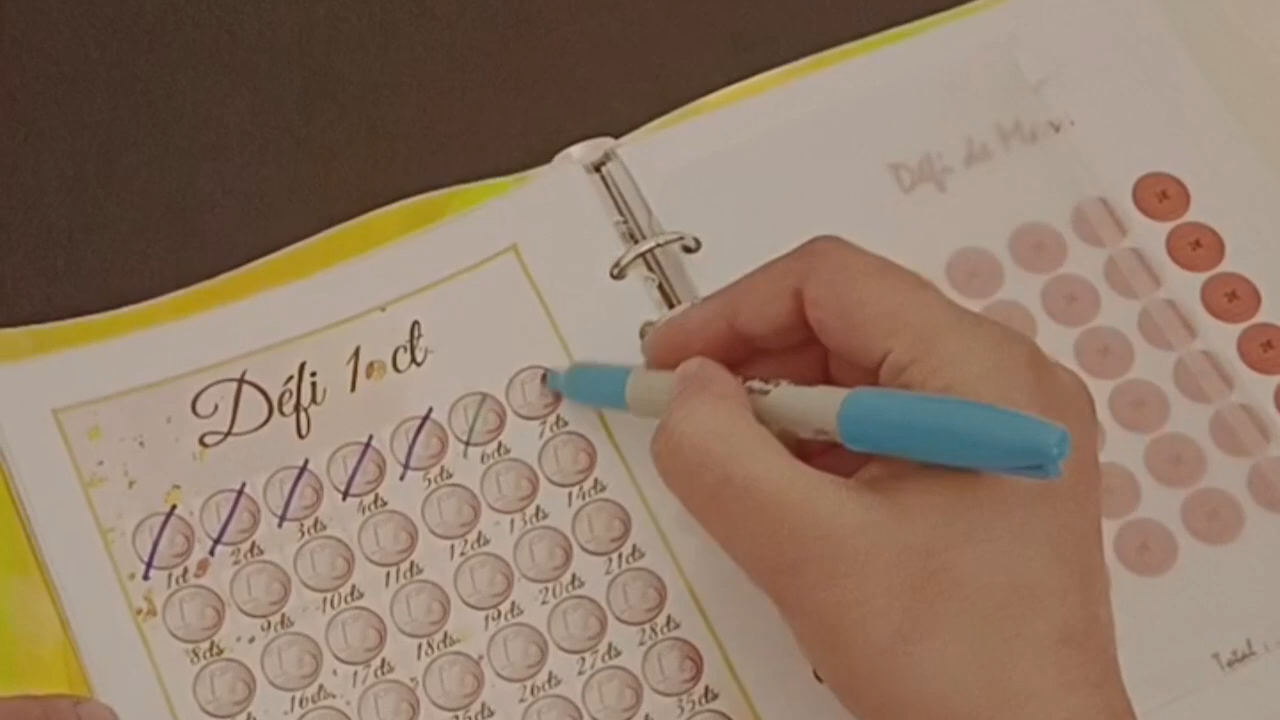 Défi 1 ct
1ct 2cts 3cts 4cts 5cts 6cts 7cts
8cts 9cts 10cts 11cts 12cts 13cts 14cts
16cts 17cts 18cts 19cts 20cts 21cts
26cts 27cts 28cts
35cts
Défi de
Total :